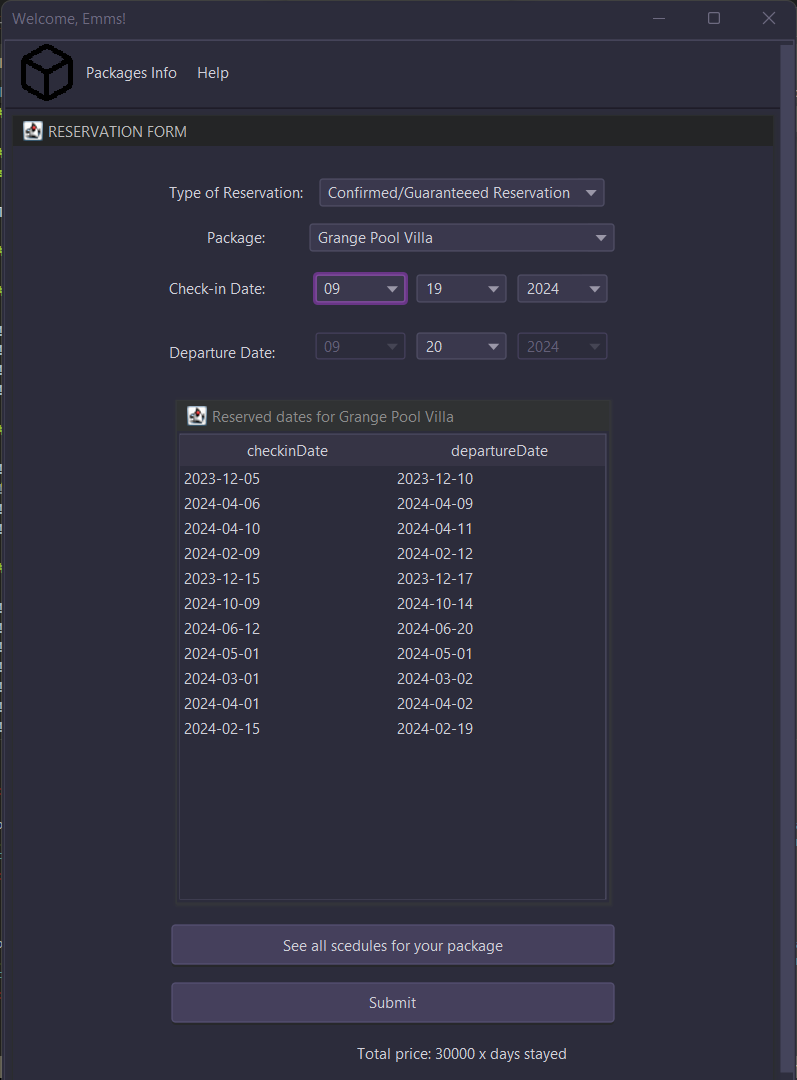 Welcome, Emms!
Packages Info Help
RESERVATION FORM
Type of Reservation: Confirmed/Guaranteeed Reservation
Package: Grange Pool Villa
Check-in Date: 09 19 2024
Departure Date: 09 20 2024
Reserved dates for Grange Pool Villa
checkinDate departureDate
2023-12-05 2023-12-10
2024-04-06 2024-04-09
2024-04-10 2024-04-11
2024-02-09 2024-02-12
2023-12-15 2023-12-17
2024-10-09 2024-10-14
2024-06-12 2024-06-20
2024-05-01 2024-05-01
2024-03-01 2024-03-02
2024-04-01 2024-04-02
2024-02-15 2024-02-19
See all scedules for your package
Submit
Total price: 30000 x days stayed